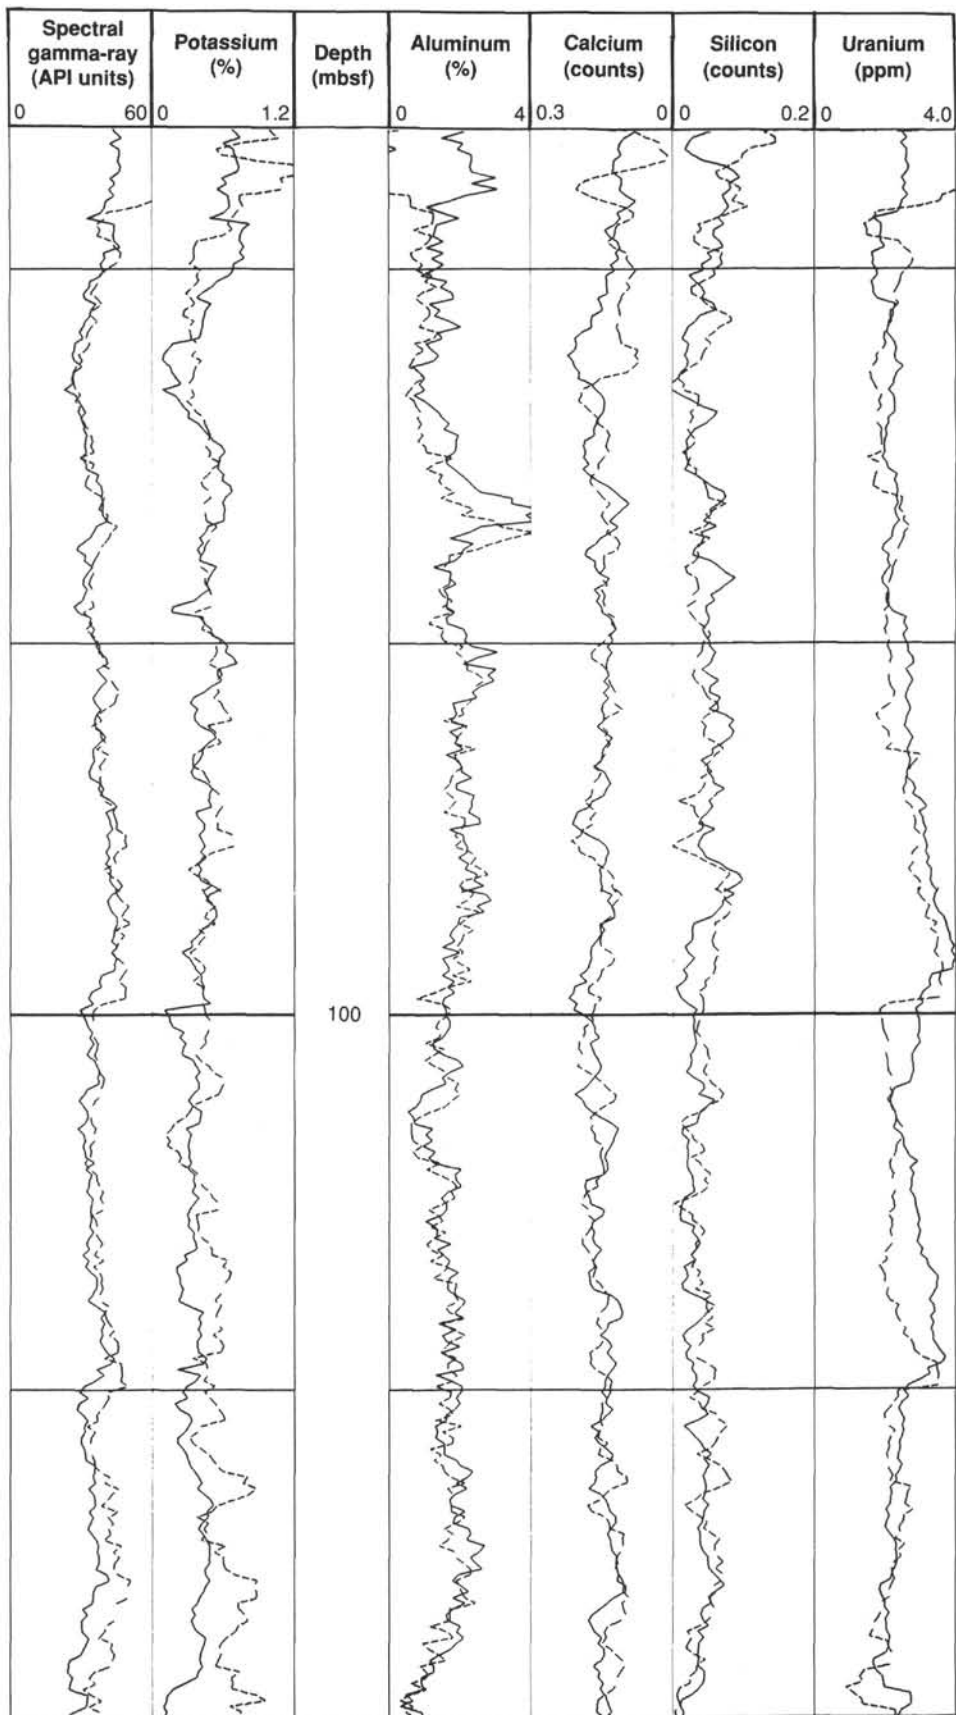 Spectral
gamma-ray
(API units)
Potassium
(%)
Depth
(mbsf)
Aluminum
(%)
Calcium
(counts)
Silicon
(counts)
Uranium
(ppm)
0 60 0 1.2 0 4 0.3 0 0 0.2 0 4.0
100